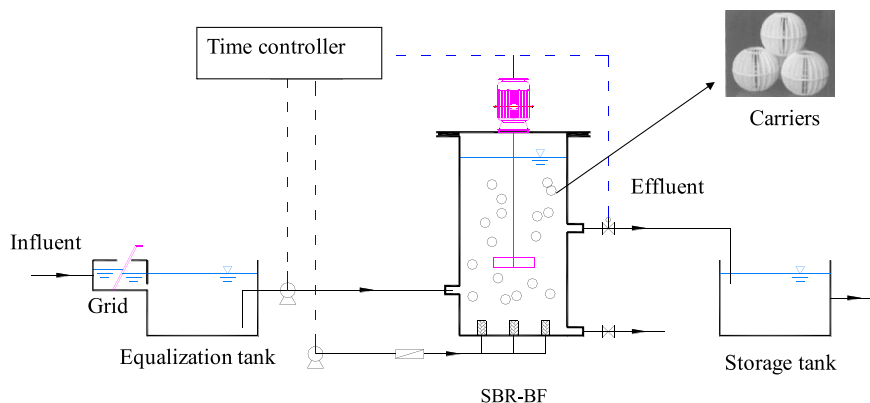 Time controller
Carriers
Effluent
Influent
Grid
Equalization tank
Storage tank
SBR-BF